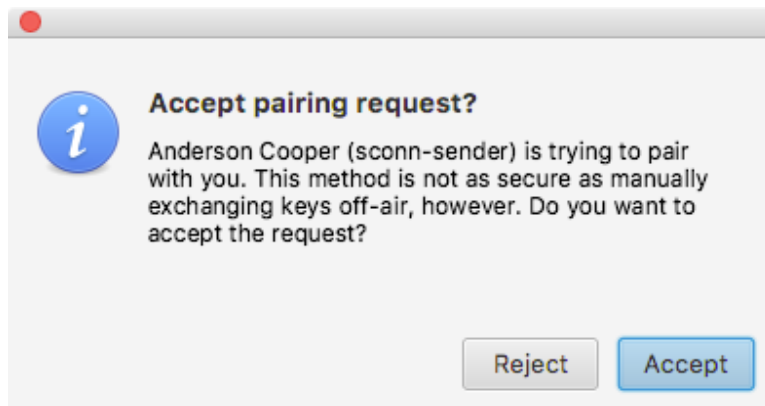 Accept pairing request?
Anderson Cooper (sconn-sender) is trying to pair
with you. This method is not as secure as manually
exchanging keys off-air, however. Do you want to
accept the request?
Reject Accept